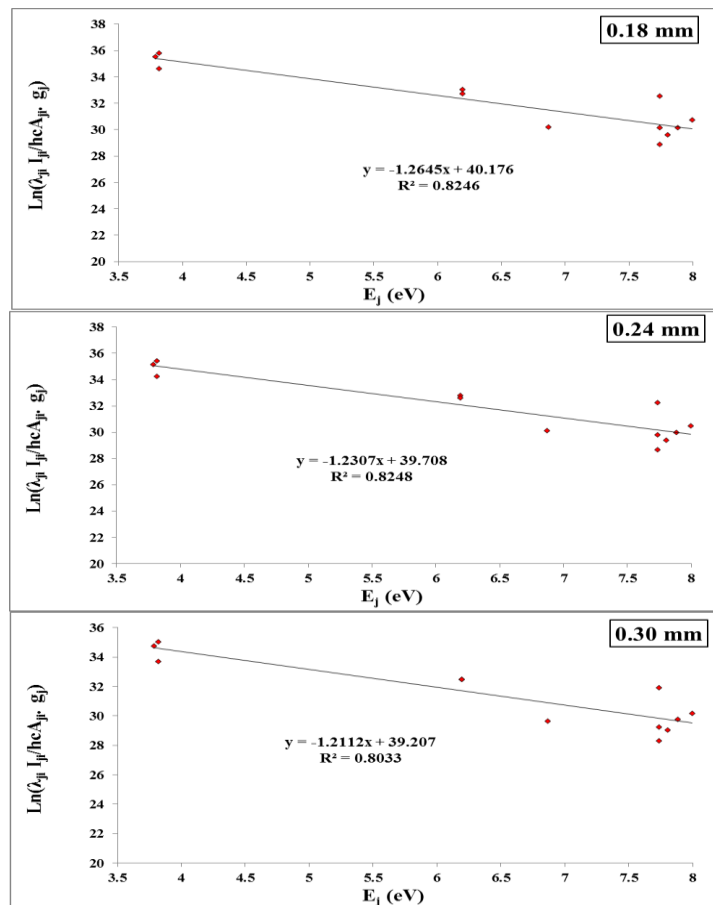 0.18 mm
38
36
34
32
30
28
26
24
22
20
Ln(λji Iji/hcAji. gj)
y = -1.2645x + 40.176
R² = 0.8246
3.5 4 4.5 5 5.5 6 6.5 7 7.5 8
Ej (eV)
0.24 mm
38
36
34
32
30
28
26
24
22
20
Ln(λji Iji/hcAji. gj)
y = -1.2307x + 39.708
R² = 0.8248
3.5 4 4.5 5 5.5 6 6.5 7 7.5 8
Ej (eV)
0.30 mm
36
34
32
30
28
26
24
22
20
Ln(λji Iji/hcAji. gj)
y = -1.2112x + 39.207
R² = 0.8033
3.5 4 4.5 5 5.5 6 6.5 7 7.5 8
Ej (eV)